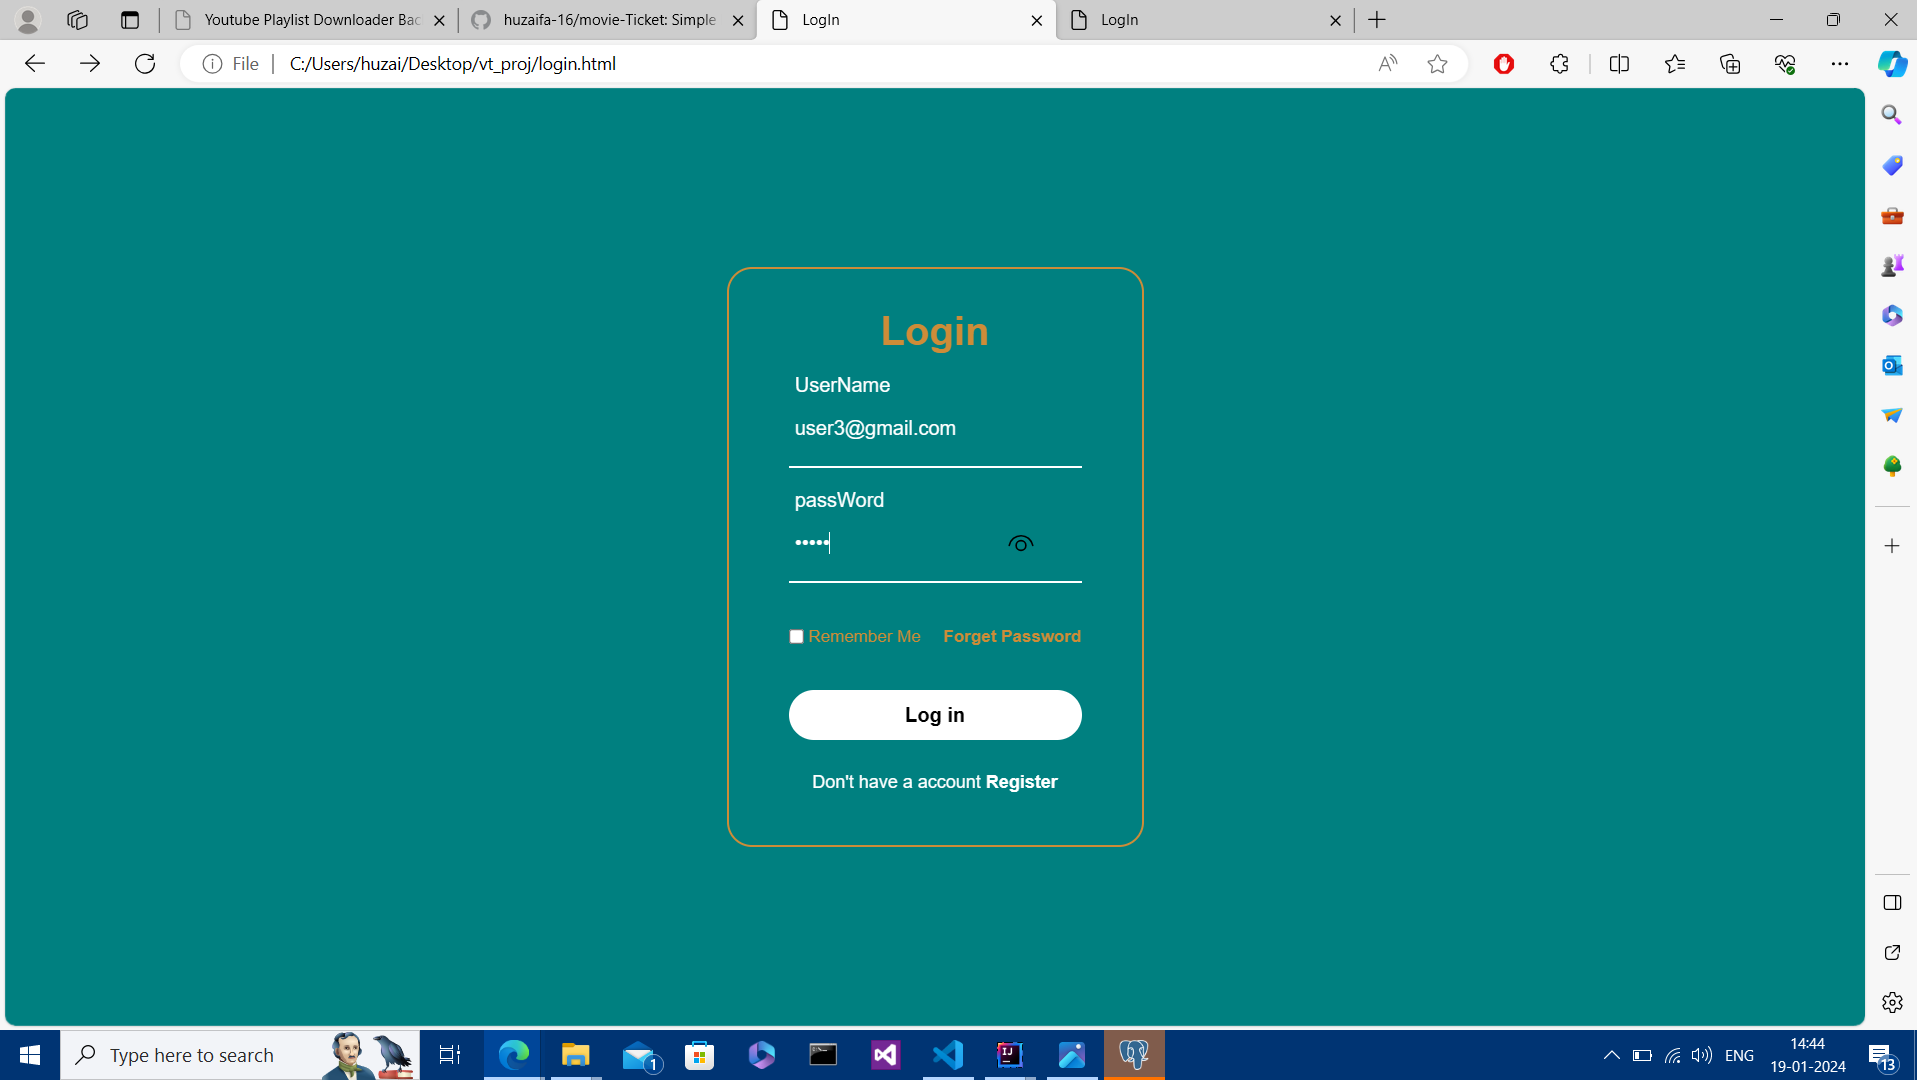 Youtube Playlist Downloader Bac
huzaifa-16/movie-Ticket: Simple
LogIn
LogIn
File
C:/Users/huzai/Desktop/vt_proj/login.html
Login
UserName
user3@gmail.com
passWord
•••••
Remember Me
Forget Password
Log in
Don't have a account Register
Type here to search
1
ENG
14:44
19-01-2024
13